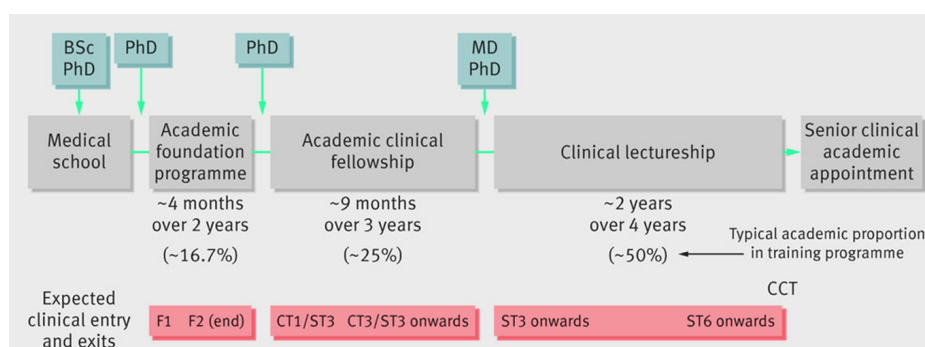 BSc
PhD
PhD
PhD
MD
PhD
Medical
school
Academic
foundation
programme
Academic clinical
fellowship
Clinical lectureship
Senior clinical
academic
appointment
~4 months
over 2 years
(~16.7%)
~9 months
over 3 years
(~25%)
~2 years
over 4 years
(~50%)
Typical academic proportion
in training programme
CCT
Expected
clinical entry
and exits
F1 F2 (end)
CT1/ST3 CT3/ST3 onwards
ST3 onwards ST6 onwards